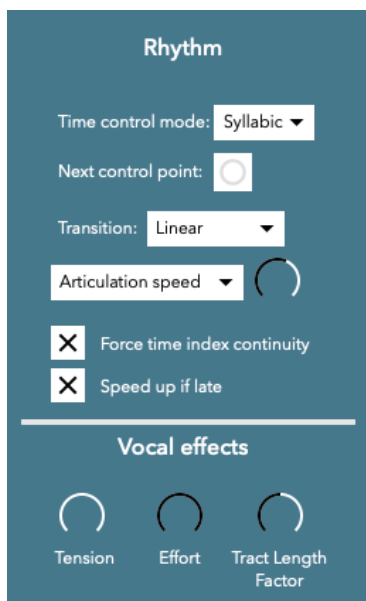 Rhythm
Time control mode: Syllabic
Next control point:
Transition: Linear
Articulation speed
Force time index continuity
Speed up if late
Vocal effects
Tension Effort Tract Length
Factor